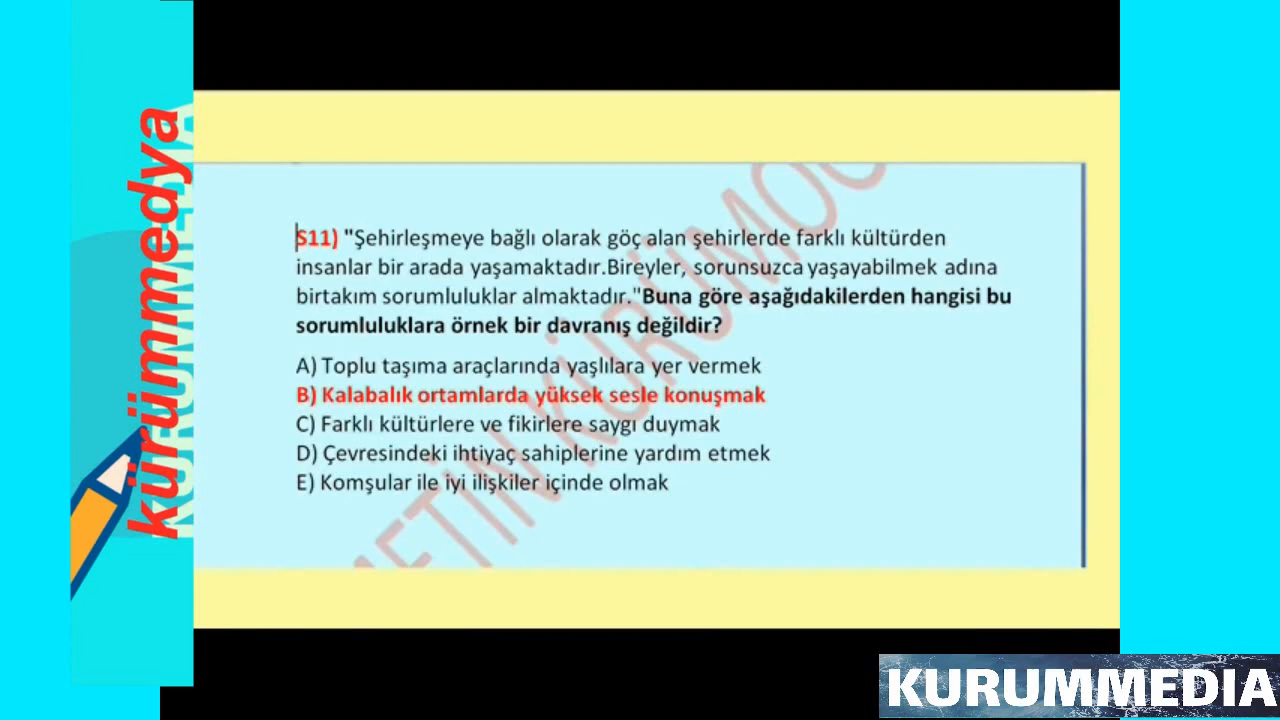 kürümmedya
KURUMMEDIA
S11) "Şehirleşmeye bağlı olarak göç alan şehirlerde farklı kültürden
insanlar bir arada yaşamaktadır.Bireyler, sorunsuzca yaşayabilmek adına
birtakım sorumluluklar almaktadır."Buna göre aşağıdakilerden hangisi bu
sorumluluklara örnek bir davranış değildir?
A) Toplu taşıma araçlarında yaşlılara yer vermek
B) Kalabalık ortamlarda yüksek sesle konuşmak
C) Farklı kültürlere ve fikirlere saygı duymak
D) Çevresindeki ihtiyaç sahiplerine yardım etmek
E) Komşular ile iyi ilişkiler içinde olmak
METIN KÜRÜMOĞ
KURUMMEDIA